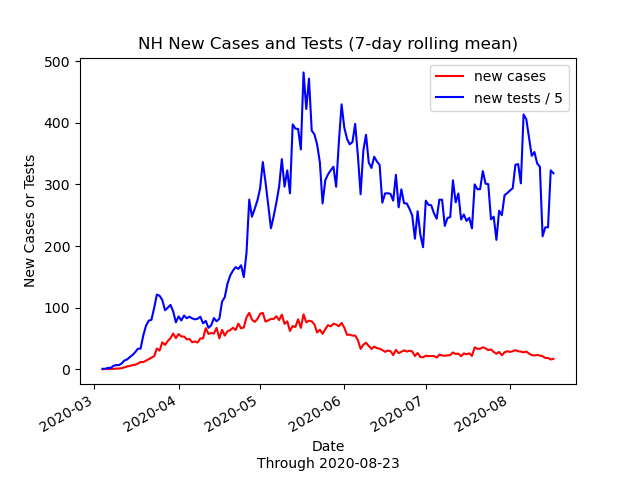 NH New Cases and Tests (7-day rolling mean)
new cases
new tests / 5
New Cases or Tests
500
400
300
200
100
0
2020-03
2020-04
2020-05
2020-06
2020-07
2020-08
Date
Through 2020-08-23